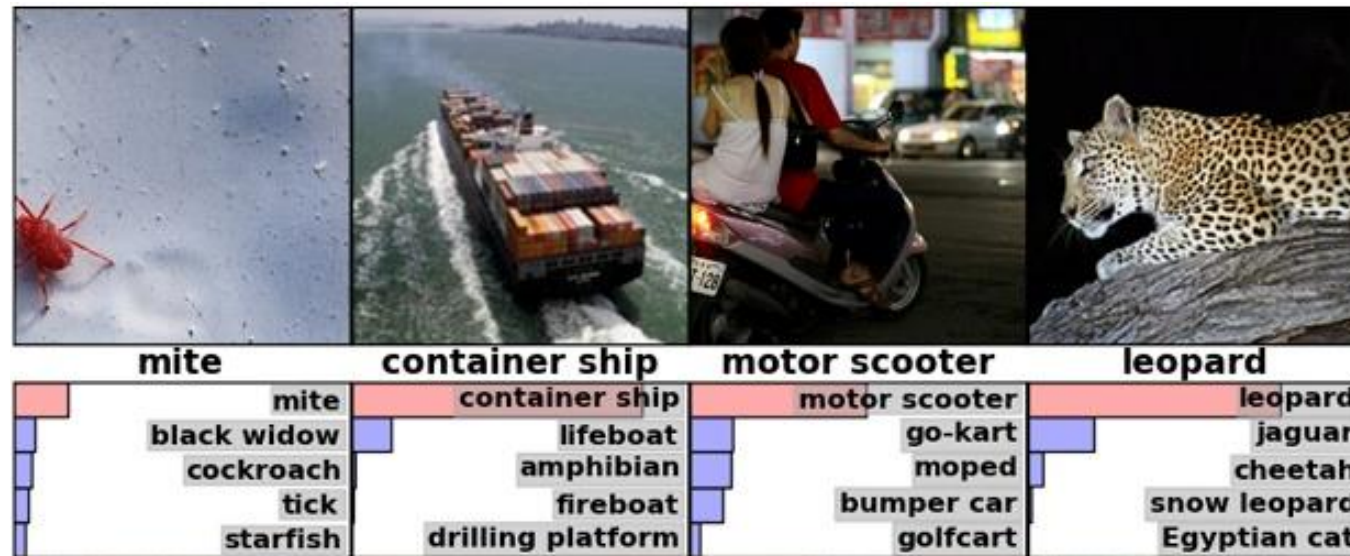 T-128
mite
container ship
motor scooter
leopard
mite
black widow
cockroach
tick
starfish
container ship
lifeboat
amphibian
fireboat
drilling platform
motor scooter
go-kart
moped
bumper car
golfcart
leopard
jaguar
cheetah
snow leopard
Egyptian cat